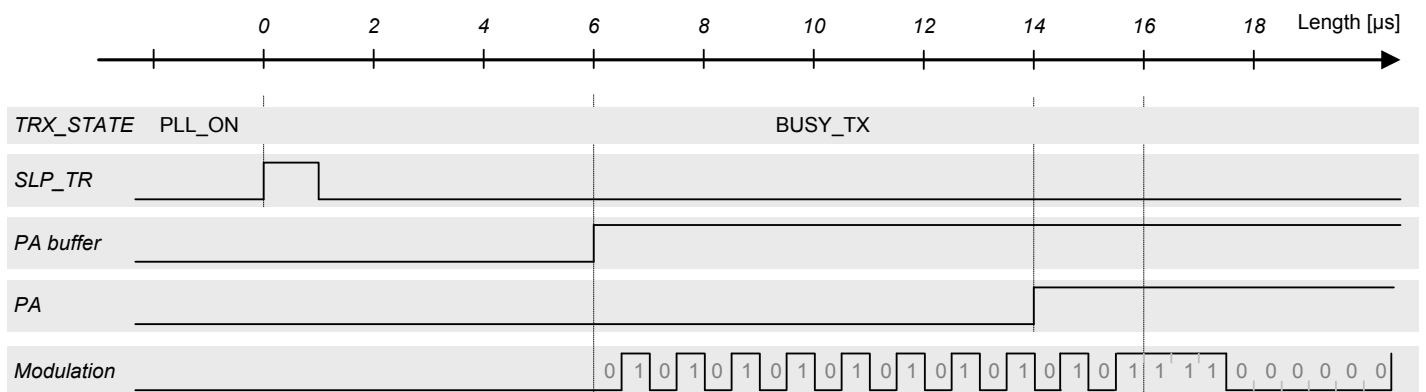 0 2 4 6 8 10 12 14 16 18 Length [µs]
TRX_STATE PLL_ON BUSY_TX
SLP_TR
PA buffer
PA
Modulation 0 1 0 1 0 1 0 1 0 1 0 1 0 1 0 1 0 1 0 1 1 1 1 0 0 0 0 0 0